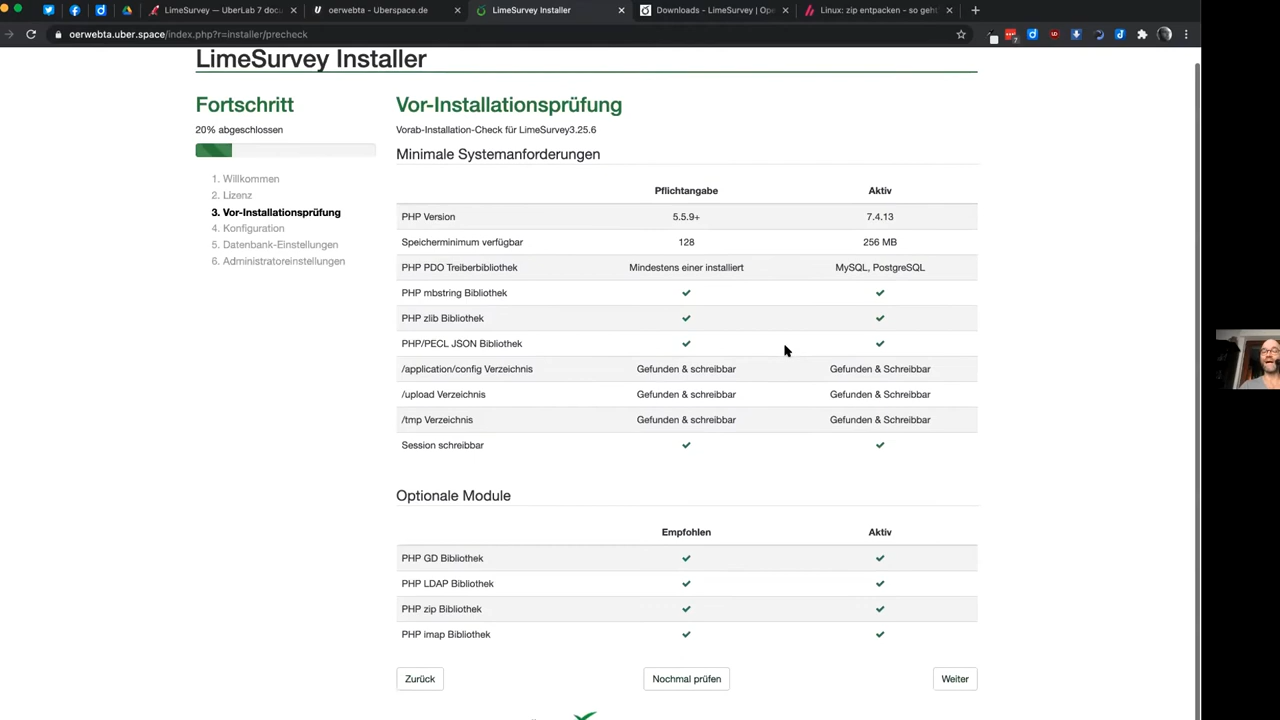 LimeSurvey — UberLab 7 docu
oerwebta - Uberspace.de
LimeSurvey Installer
Downloads - LimeSurvey | Ope
Linux: zip entpacken - so geht
oerwebta.uber.space/index.php?r=installer/precheck
LimeSurvey Installer
Fortschritt
20% abgeschlossen
1. Willkommen
2. Lizenz
3. Vor-Installationsprüfung
4. Konfiguration
5. Datenbank-Einstellungen
6. Administratoreinstellungen
Vor-Installationsprüfung
Vorab-Installation-Check für LimeSurvey3.25.6
Minimale Systemanforderungen
Pflichtangabe Aktiv
PHP Version 5.5.9+ 7.4.13
Speicherminimum verfügbar 128 256 MB
PHP PDO Treiberbibliothek Mindestens einer installiert MySQL, PostgreSQL
PHP mbstring Bibliothek
PHP zlib Bibliothek
PHP/PECL JSON Bibliothek
/application/config Verzeichnis Gefunden & schreibbar Gefunden & Schreibbar
/upload Verzeichnis Gefunden & schreibbar Gefunden & Schreibbar
/tmp Verzeichnis Gefunden & schreibbar Gefunden & Schreibbar
Session schreibbar
Optionale Module
Empfohlen Aktiv
PHP GD Bibliothek
PHP LDAP Bibliothek
PHP zip Bibliothek
PHP imap Bibliothek
Zurück Nochmal prüfen Weiter